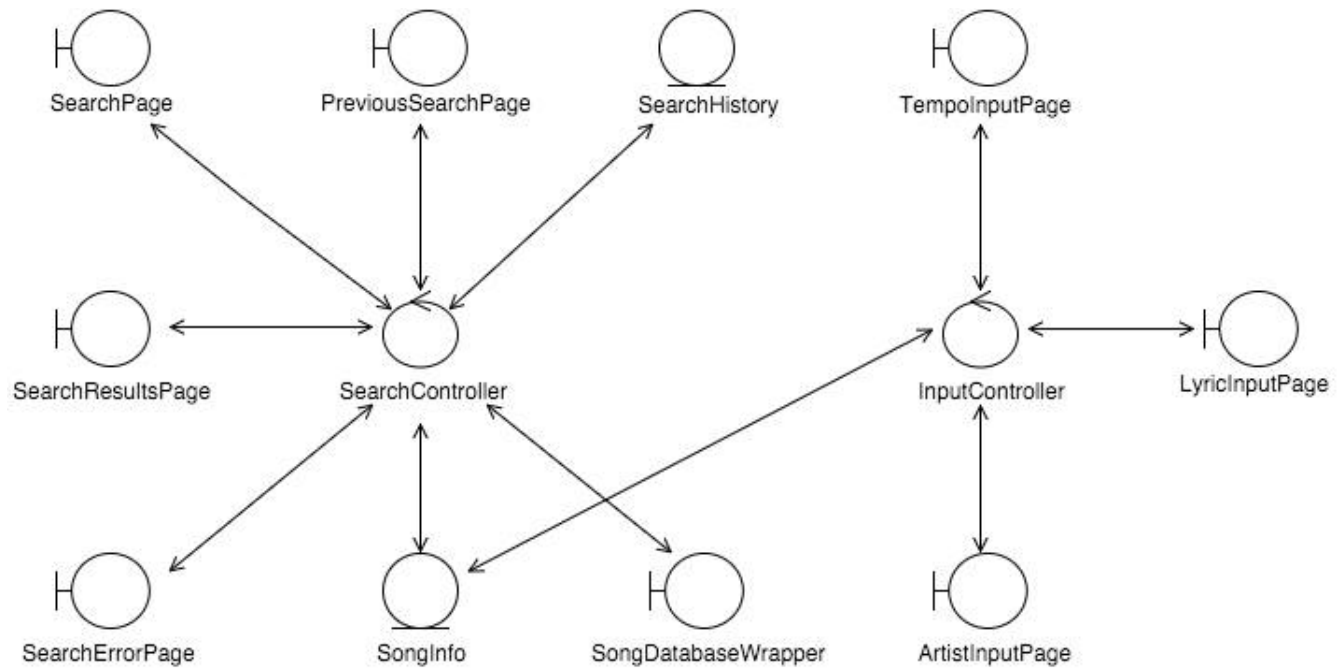 SearchPage
PreviousSearchPage
SearchHistory
TempoInputPage
SearchResultsPage
SearchController
InputController
LyricInputPage
SearchErrorPage
SongInfo
SongDatabaseWrapper
ArtistInputPage